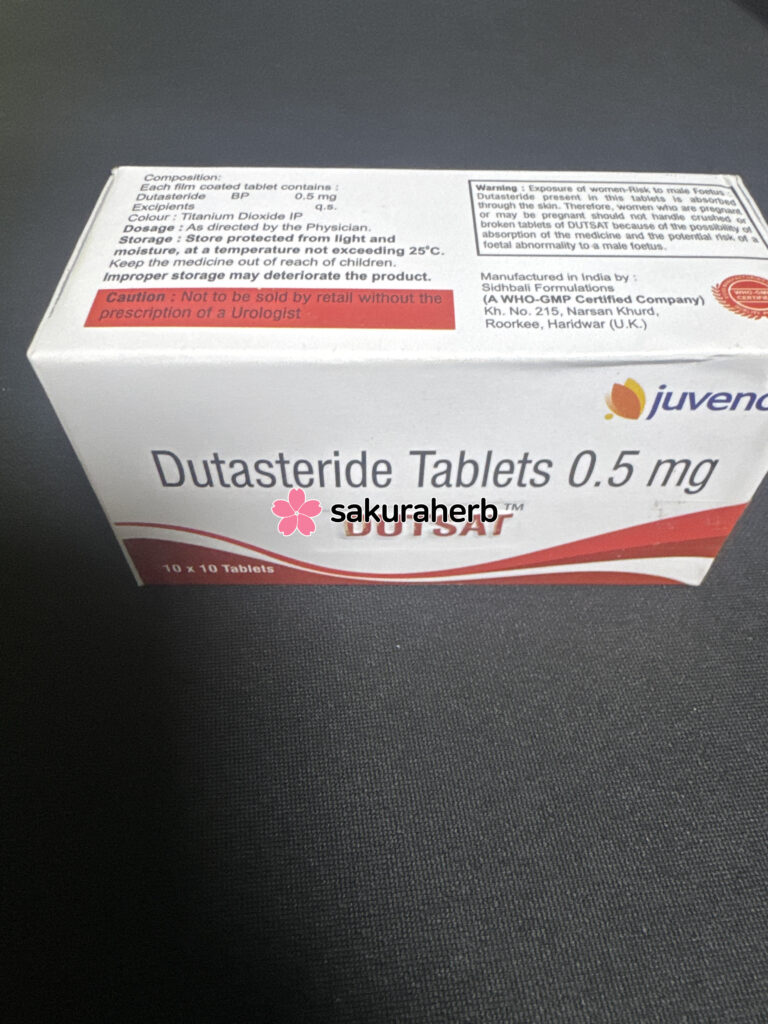 Composition:
Each film coated tablet contains :
Dutasteride BP 0.5 mg
Excipients q.s.
Colour : Titanium Dioxide IP
Dosage : As directed by the Physician.
Storage : Store protected from light and
moisture, at a temperature not exceeding 25°C.
Keep the medicine out of reach of children.
Improper storage may deteriorate the product.
Caution : Not to be sold by retail without the
prescription of a Urologist
Warning : Exposure of women-Risk to male Foetus :
Dutasteride present in this tablets is absorbed
through the skin. Therefore, women who are pregnant
or may be pregnant should not handle crushed or
broken tablets of DUTSAT because of the possibility of
absorption of the medicine and the potential risk of a
foetal abnormality to a male foetus.
Manufactured in India by :
Sidhbali Formulations
(A WHO-GMP Certified Company)
Kh. No. 215, Narsan Khurd,
Roorkee, Haridwar (U.K.)
WHO-GMP
juven
Dutasteride Tablets 0.5 mg
sakuraherb
DUTSAT™
10 x 10 Tablets